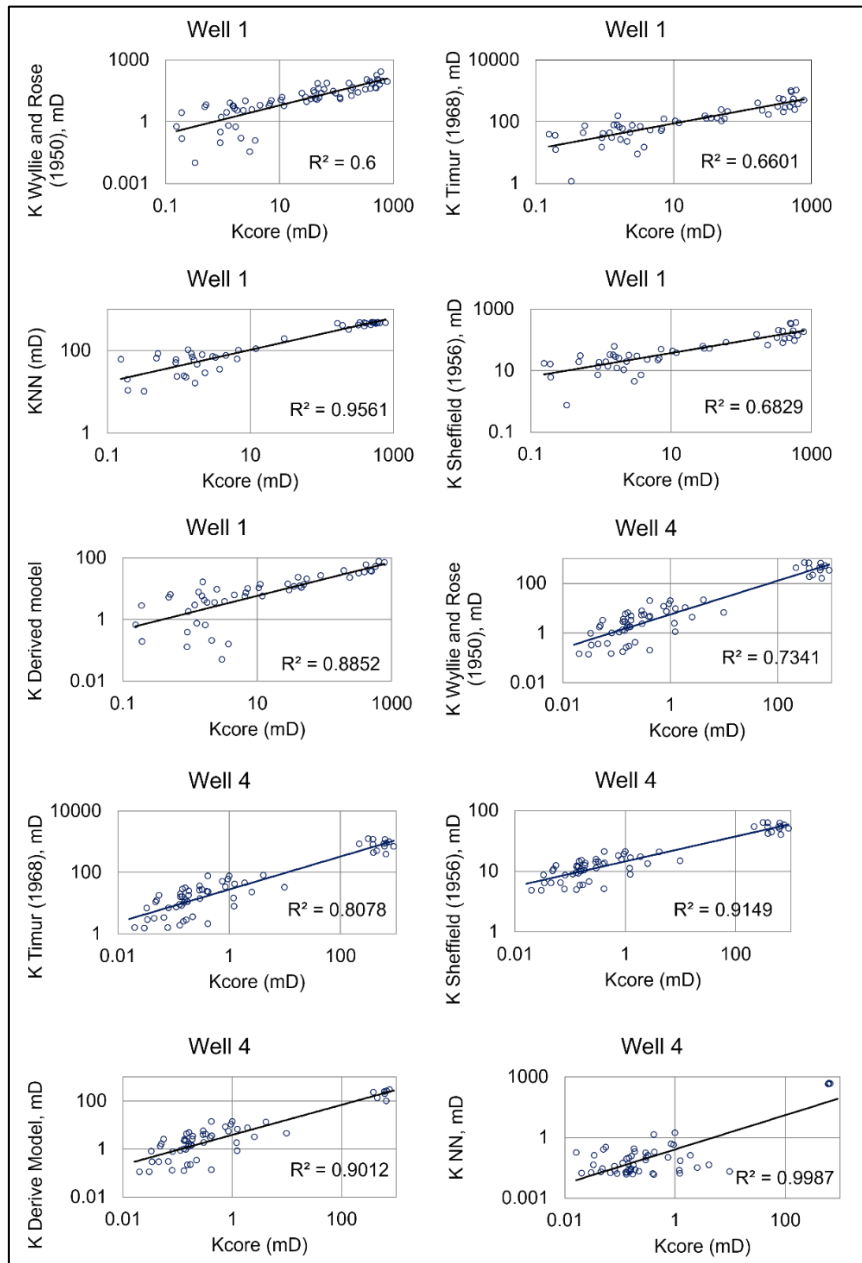 Well 1
K Wyllie and Rose
(1950), mD
1000
1
0.001
R² = 0.6
0.1
10
1000
Kcore (mD)
Well 1
K Timur (1968), mD
10000
100
1
R² = 0.6601
0.1
10
1000
Kcore (mD)
Well 1
KNN (mD)
100
1
R² = 0.9561
0.1
10
1000
Kcore (mD)
Well 1
K Sheffield (1956), mD
1000
10
0.1
R² = 0.6829
0.1
10
1000
Kcore (mD)
Well 1
K Derived model
100
1
0.01
R² = 0.8852
0.1
10
1000
Kcore (mD)
Well 4
K Wyllie and Rose
(1950), mD
100
1
0.01
R² = 0.7341
0.01
1
100
Kcore (mD)
Well 4
K Timur (1968), mD
10000
100
1
R² = 0.8078
0.01
1
100
Kcore (mD)
Well 4
K Sheffield (1956), mD
100
10
1
R² = 0.9149
0.01
1
100
Kcore (mD)
Well 4
K Derive Model, mD
100
1
0.01
R² = 0.9012
0.01
1
100
Kcore (mD)
Well 4
K NN, mD
1000
1
0.001
R² = 0.9987
0.01
1
100
Kcore (mD)